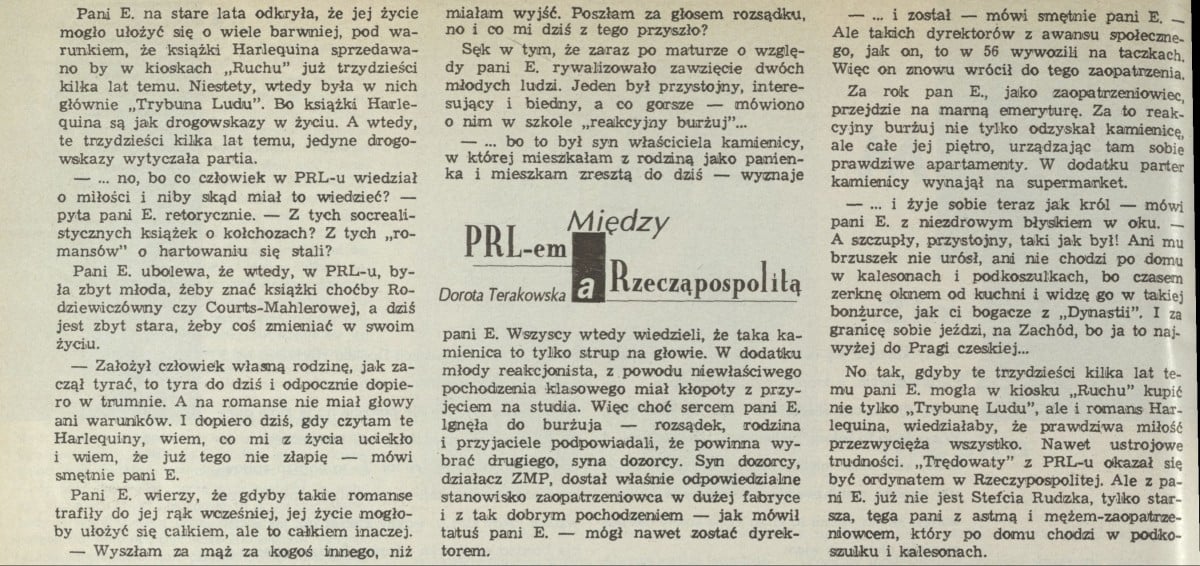 Pani E. na stare lata odkryła, że jej życie
mogło ułożyć się o wiele barwniej, pod wa-
runkiem, że książki Harlequina sprzedawa-
no by w kioskach „Ruchu” już trzydzieści
kilka lat temu. Niestety, wtedy była w nich
głównie „Trybuna Ludu”. Bo książki Harle-
quina są jak drogowskazy w życiu. A wtedy,
te trzydzieści kilka lat temu, jedyne drogo-
wskazy wytyczała partia.
— ... no, bo co człowiek w PRL-u wiedział
o miłości i niby skąd miał to wiedzieć? —
pyta pani E. retorycznie. — Z tych socreali-
stycznych książek o kołchozach? Z tych „ro-
mansów” o hartowaniu się stali?
Pani E. ubolewa, że wtedy, w PRL-u, by-
ła zbyt młoda, żeby znać książki choćby Ro-
dziewiczówny czy Courts-Mahlerowej, a dziś
jest zbyt stara, żeby coś zmieniać w swoim
życiu.
— Założył człowiek własną rodzinę, jak za-
czął tyrać, to tyra do dziś i odpocznie dopie-
ro w trumnie. A na romanse nie miał głowy
ani warunków. I dopiero dziś, gdy czytam te
Harlequiny, wiem, co mi z życia uciekło
i wiem, że już tego nie złapię — mówi
smętnie pani E.
Pani E. wierzy, że gdyby takie romanse
trafiły do jej rąk wcześniej, jej życie mogło-
by ułożyć się całkiem, ale to całkiem inaczej.
— Wyszłam za mąż za kogoś innego, niż
miałam wyjść. Poszłam za głosem rozsądku,
no i co mi dziś z tego przyszło?
Sęk w tym, że zaraz po maturze o wzglę-
dy pani E. rywalizowało zawzięcie dwóch
młodych ludzi. Jeden był przystojny, intere-
sujący i biedny, a co gorsze — mówiono
o nim w szkole „reakcyjny burżuj”...
— ... bo to był syn właściciela kamienicy,
w której mieszkałam z rodziną jako panien-
ka i mieszkam zresztą do dziś — wyznaje
Między
PRL-em
a Rzecząpospolitą
Dorota Terakowska
pani E. Wszyscy wtedy wiedzieli, że taka ka-
mienica to tylko strup na głowie. W dodatku
młody reakcjonista, z powodu niewłaściwego
pochodzenia klasowego miał kłopoty z przy-
jęciem na studia. Więc choć sercem pani E.
lgnęła do burżuja — rozsądek, rodzina
i przyjaciele podpowiadali, że powinna wy-
brać drugiego, syna dozorcy. Syn dozorcy,
działacz ZMP, dostał właśnie odpowiedzialne
stanowisko zaopatrzeniowca w dużej fabryce
i z tak dobrym pochodzeniem — jak mówił
tatuś pani E. — mógł nawet zostać dyrek-
torem.
— ... i został — mówi smętnie pani E. —
Ale takich dyrektorów z awansu społeczne-
go, jak on, to w 56 wywozili na taczkach.
Więc on znowu wrócił do tego zaopatrzenia.
Za rok pan E., jako zaopatrzeniowiec,
przejdzie na marną emeryturę. Za to reak-
cyjny burżuj nie tylko odzyskał kamienicę,
ale całe jej piętro, urządzając tam sobie
prawdziwe apartamenty. W dodatku parter
kamienicy wynajął na supermarket.
— ... i żyje sobie teraz jak król — mówi
pani E. z niezdrowym błyskiem w oku. —
A szczupły, przystojny, taki jak był! Ani mu
brzuszek nie urósł, ani nie chodzi po domu
w kalesonach i podkoszulkach, bo czasem
zerknę oknem od kuchni i widzę go w takiej
bonżurce, jak ci bogacze z „Dynastii”. I za
granicę sobie jeździ, na Zachód, bo ja to naj-
wyżej do Pragi czeskiej...
No tak, gdyby te trzydzieści kilka lat te-
mu pani E. mogla w kiosku „Ruchu” kupić
nie tylko „Trybunę Ludu”, ale i romans Har-
lequina, wiedziałaby, że prawdziwa miłość
przezwycięża wszystko. Nawet ustrojowe
trudności. „Trędowaty” z PRL-u okazał się
być ordynatem w Rzeczypospolitej. Ale z pa-
ni E. już nie jest Stefcia Rudzka, tylko star-
sza, tęga pani z astmą i mężem-zaopatrze-
niowcem, który po domu chodzi w podko-
szulku i kalesonach.